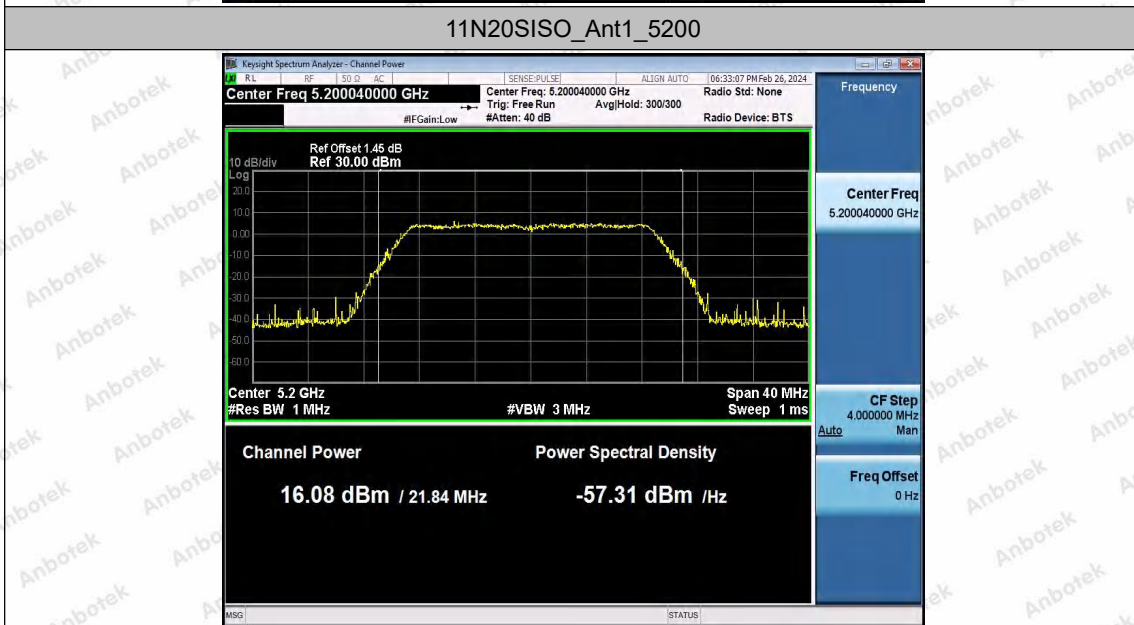 11N20SISO_Ant1_5200
Keysight Spectrum Analyzer - Channel Power
RL RF 50 Ω AC SENSE:PULSE ALIGN AUTO 06:33:07 PM Feb 26, 2024
Center Freq 5.200040000 GHz Center Freq: 5.200040000 GHz Radio Std: None Frequency
Trig: Free Run Avg|Hold: 300/300
#IFGain:Low #Atten: 40 dB Radio Device: BTS
Ref Offset 1.45 dB
10 dB/div Ref 30.00 dBm
Log
20.0
10.0
0.00
-10.0
-20.0
-30.0
-40.0
-50.0
-60.0
Center 5.2 GHz Span 40 MHz
#Res BW 1 MHz #VBW 3 MHz Sweep 1 ms
Channel Power Power Spectral Density
16.08 dBm / 21.84 MHz -57.31 dBm /Hz
Center Freq
5.200040000 GHz
CF Step
4.000000 MHz
Auto Man
Freq Offset
0 Hz
MSG STATUS
Anbotek